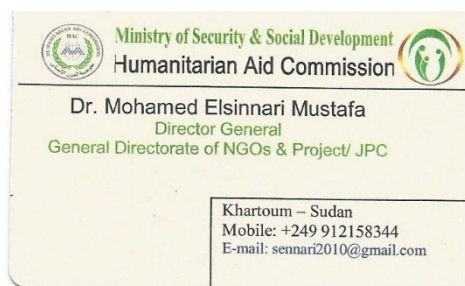 Ministry of Security & Social Development
Humanitarian Aid Commission
Dr. Mohamed Elsinnari Mustafa
Director General
General Directorate of NGOs & Project/ JPC
Khartoum – Sudan
Mobile: +249 912158344
E-mail: sennari2010@gmail.com